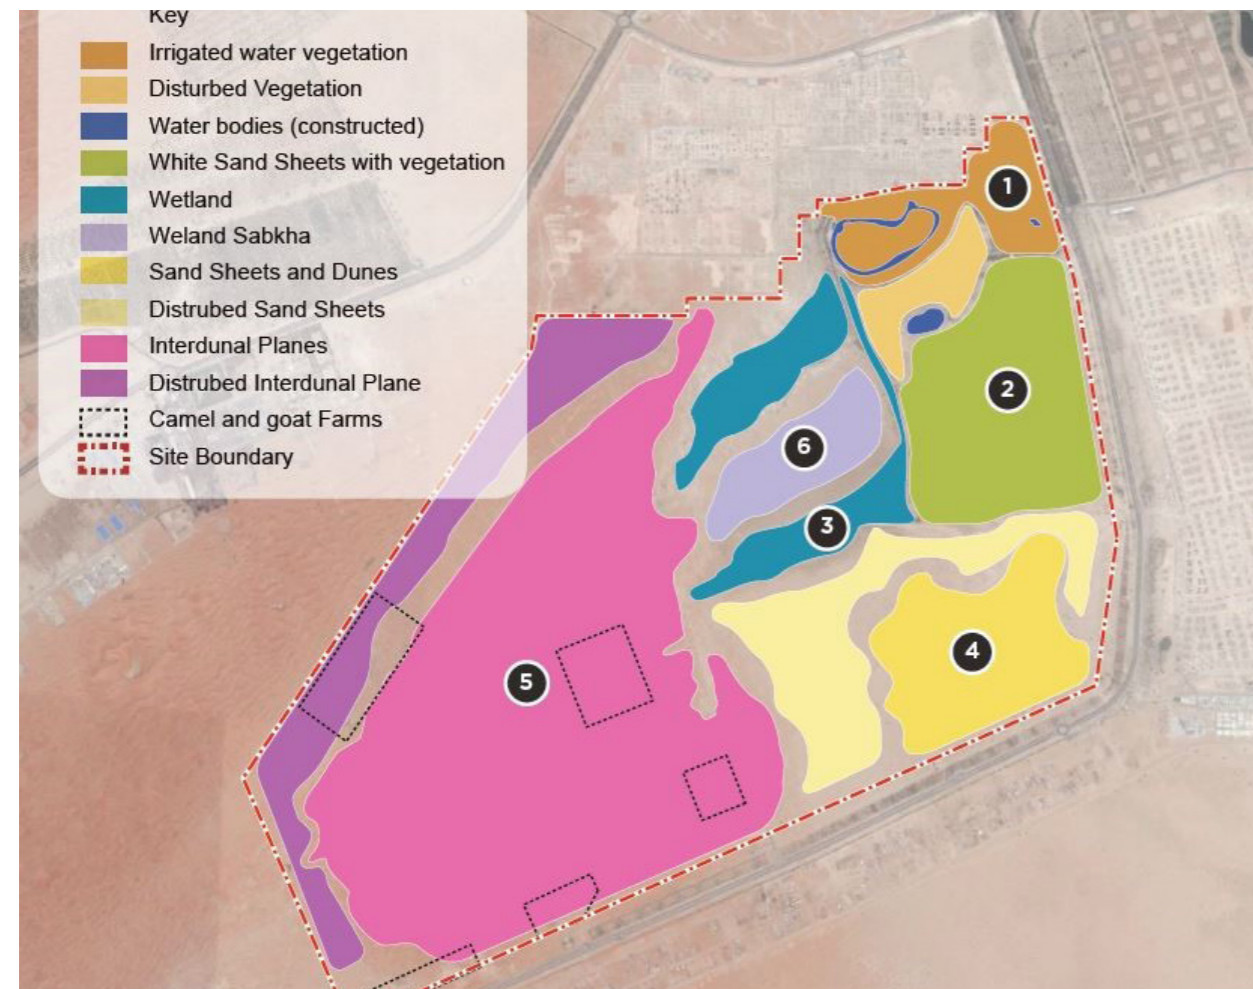 Key
Irrigated water vegetation
Disturbed Vegetation
Water bodies (constructed)
White Sand Sheets with vegetation
Wetland
Weland Sabkha
Sand Sheets and Dunes
Distrubed Sand Sheets
Interdunal Planes
Distrubed Interdunal Plane
Camel and goat Farms
Site Boundary
1
2
6
3
4
5